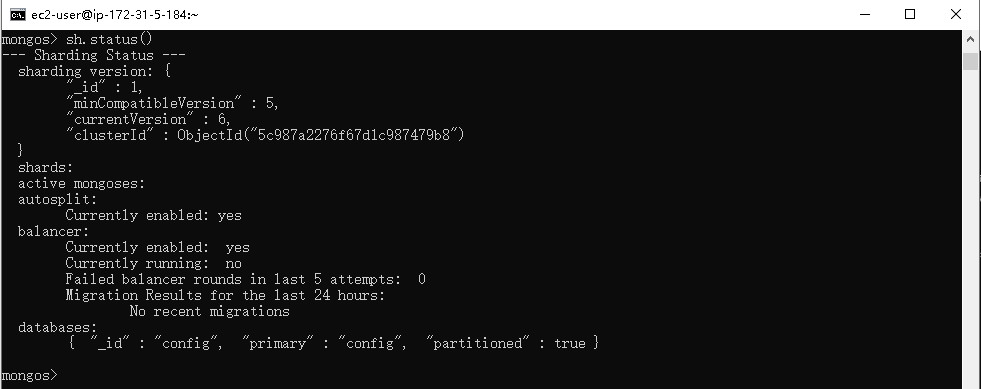 ec2-user@ip-172-31-5-184:~
mongos> sh.status()
--- Sharding Status ---
  sharding version: {
        "_id" : 1,
        "minCompatibleVersion" : 5,
        "currentVersion" : 6,
        "clusterId" : ObjectId("5c987a2276f67d1c987479b8")
  }
  shards:
  active mongoses:
  autosplit:
        Currently enabled: yes
  balancer:
        Currently enabled:  yes
        Currently running:  no
        Failed balancer rounds in last 5 attempts:  0
        Migration Results for the last 24 hours:
                No recent migrations
  databases:
        {  "_id" : "config",  "primary" : "config",  "partitioned" : true }
mongos>